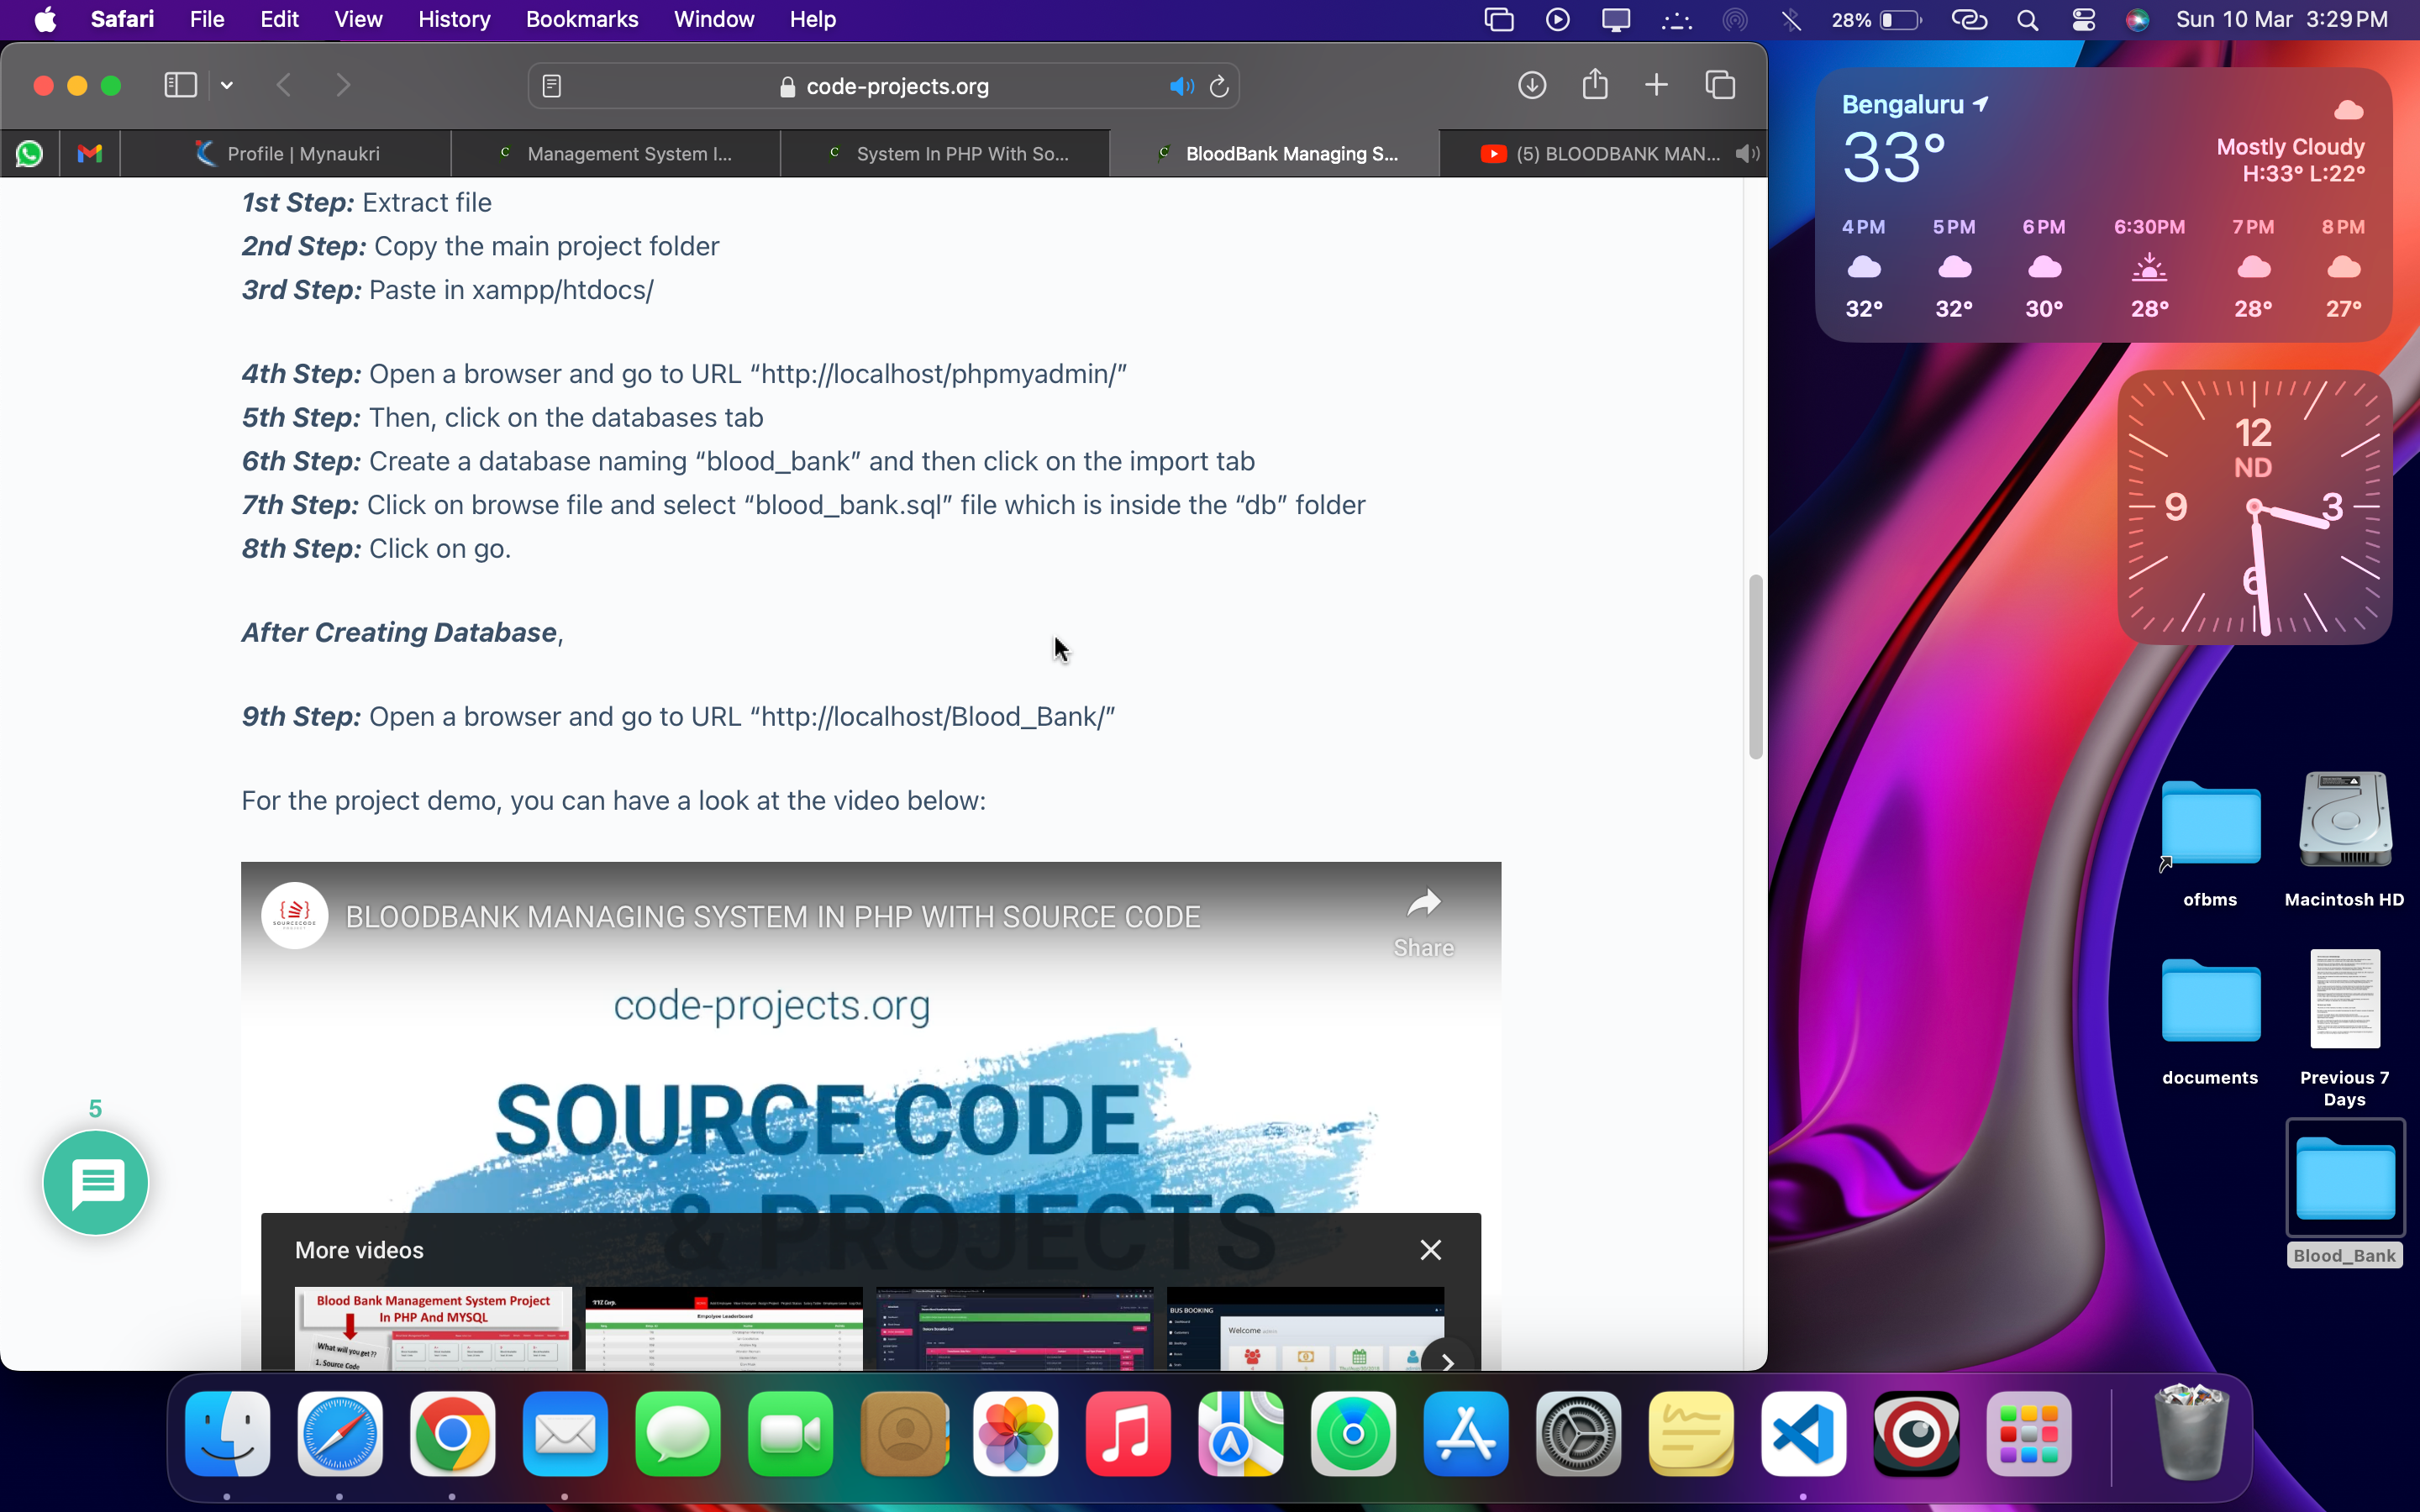 Safari File Edit View History Bookmarks Window Help 28% Sun 10 Mar 3:29 PM
code-projects.org
Profile | Mynaukri Management System I... System In PHP With So... BloodBank Managing S... (5) BLOODBANK MAN...
1st Step: Extract file
2nd Step: Copy the main project folder
3rd Step: Paste in xampp/htdocs/
4th Step: Open a browser and go to URL “http://localhost/phpmyadmin/”
5th Step: Then, click on the databases tab
6th Step: Create a database naming “blood_bank” and then click on the import tab
7th Step: Click on browse file and select “blood_bank.sql” file which is inside the “db” folder
8th Step: Click on go.
After Creating Database,
9th Step: Open a browser and go to URL “http://localhost/Blood_Bank/”
For the project demo, you can have a look at the video below:
BLOODBANK MANAGING SYSTEM IN PHP WITH SOURCE CODE
Share
code-projects.org
SOURCE CODE
& PROJECTS
5
More videos
Blood Bank Management System Project
In PHP And MYSQL
What will you get ??
1. Source Code
XYZ Corp.
Empolyee Leaderboard
BUS BOOKING
Welcome admin
Bengaluru
33°
Mostly Cloudy
H:33° L:22°
4 PM 5 PM 6 PM 6:30PM 7 PM 8 PM
32° 32° 30° 28° 28° 27°
12
ND
9 3
6
ofbms Macintosh HD
documents Previous 7
Days
Blood_Bank